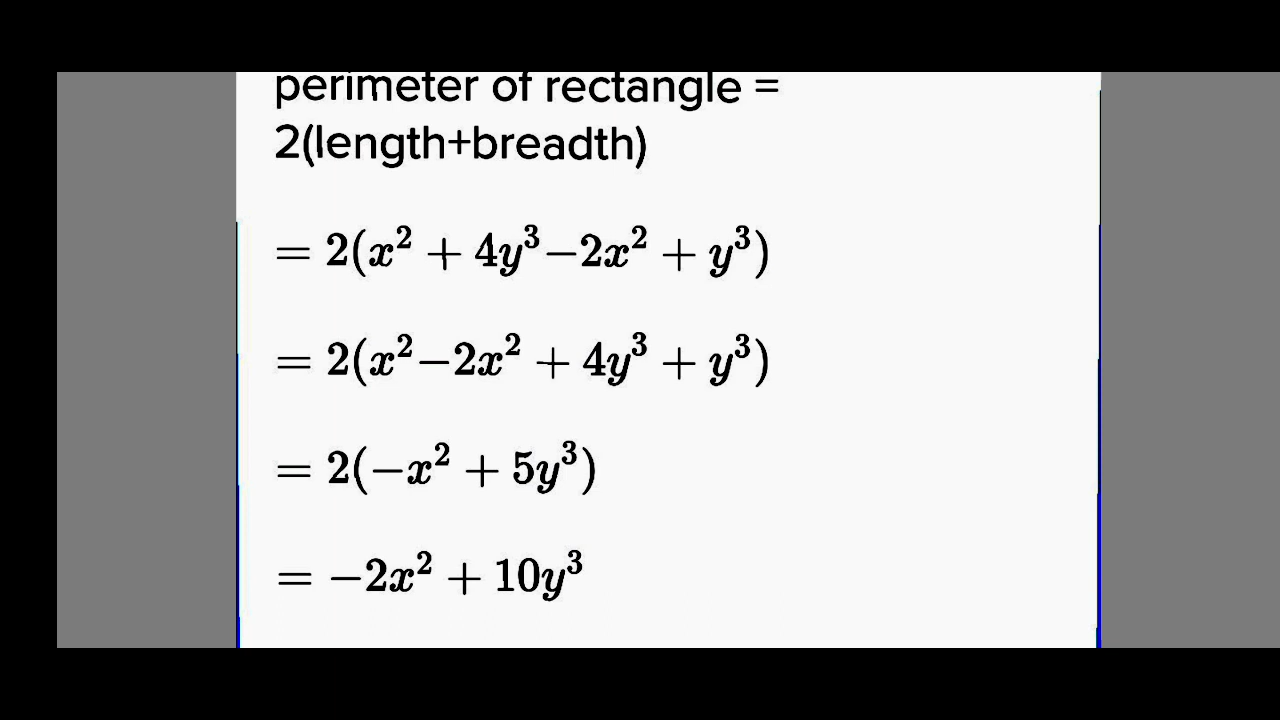 perimeter of rectangle =
2(length+breadth)
= 2(x² + 4y³−2x² + y³)
= 2(x²−2x² + 4y³ + y³)
= 2(−x² + 5y³)
= −2x² + 10y³